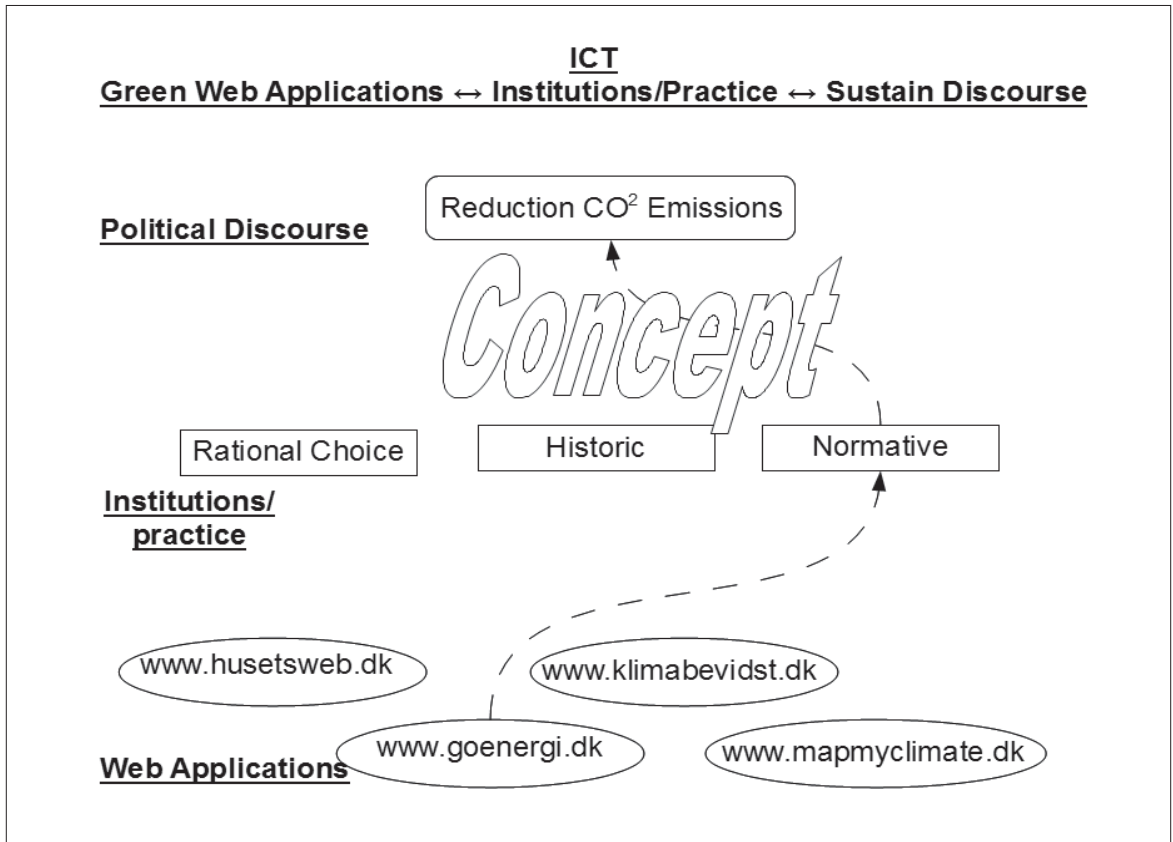 ICT
Green Web Applications ↔ Institutions/Practice ↔ Sustain Discourse
Reduction CO² Emissions
Political Discourse
Concept
Rational Choice
Historic
Normative
Institutions/
practice
www.husetsweb.dk
www.klimabevidst.dk
www.goenergi.dk
www.mapmyclimate.dk
Web Applications